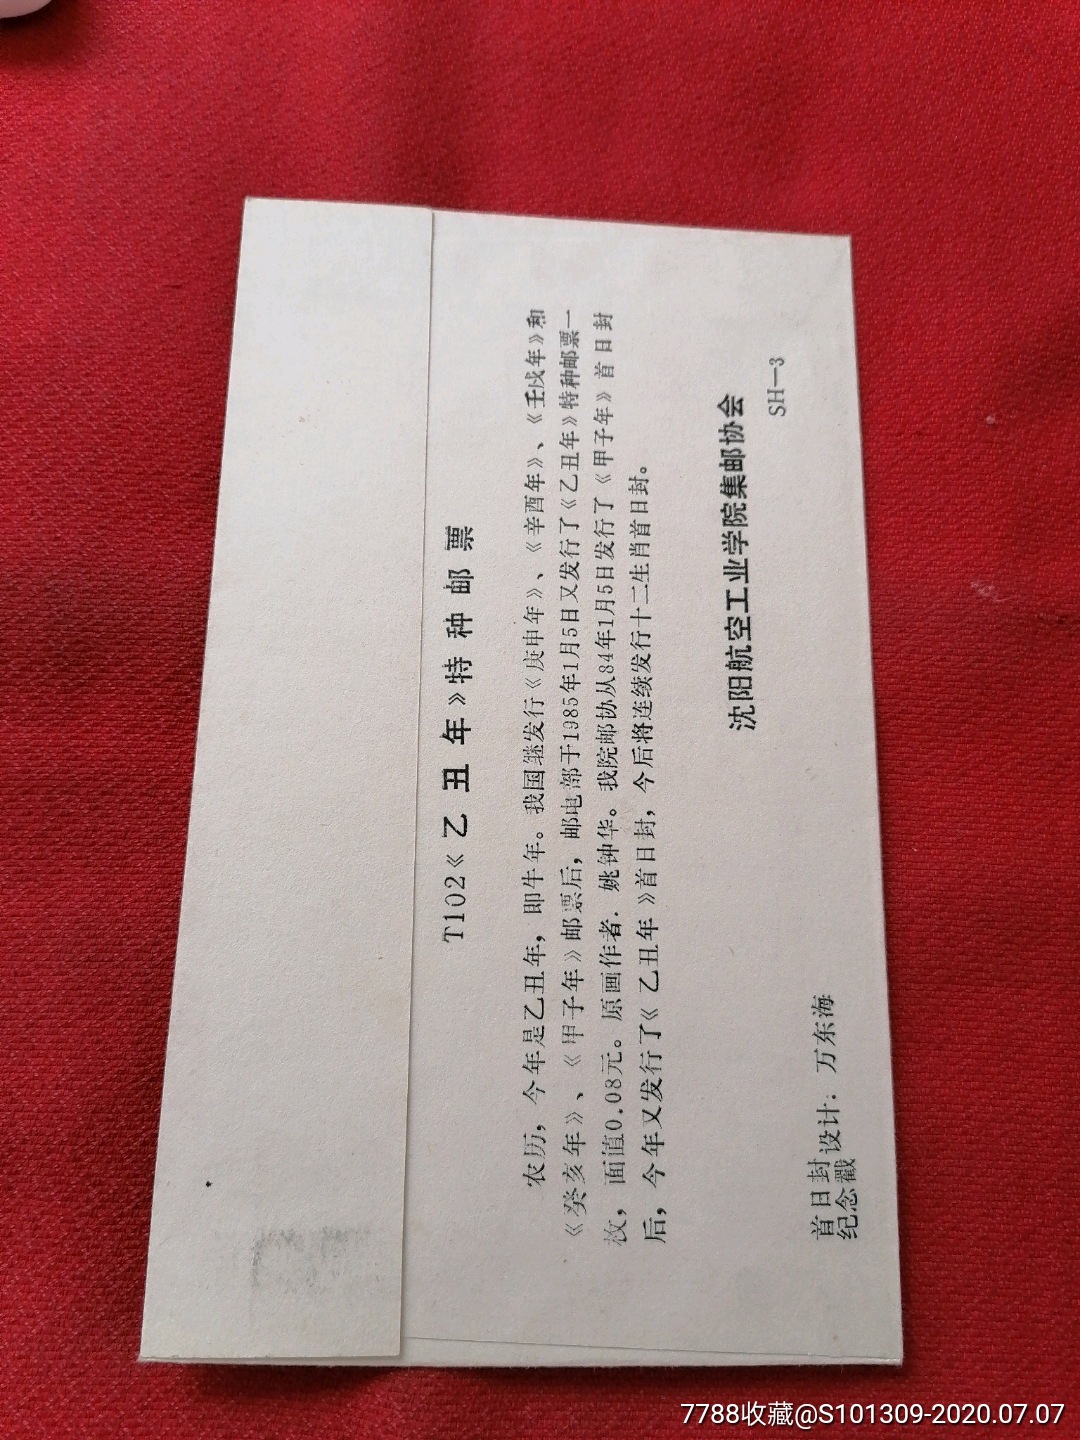 T102《乙丑年》特种邮票
农历，今年是乙丑年，即牛年。我国继发行《庚申年》、《辛酉年》、《壬戌年》和
《癸亥年》、《甲子年》邮票后，邮电部于1985年1月5日又发行了《乙丑年》特种邮票一
枚，面值0.08元。原画作者．姚钟华。我院邮协从84年1月5日发行了《甲子年》首日封
后，今年又发行了《乙丑年》首日封，今后将连续发行十二生肖首日封。
沈阳航空工业学院集邮协会
SH—3
首日封
纪念戳设计：万东海
7788收藏@S101309-2020.07.07